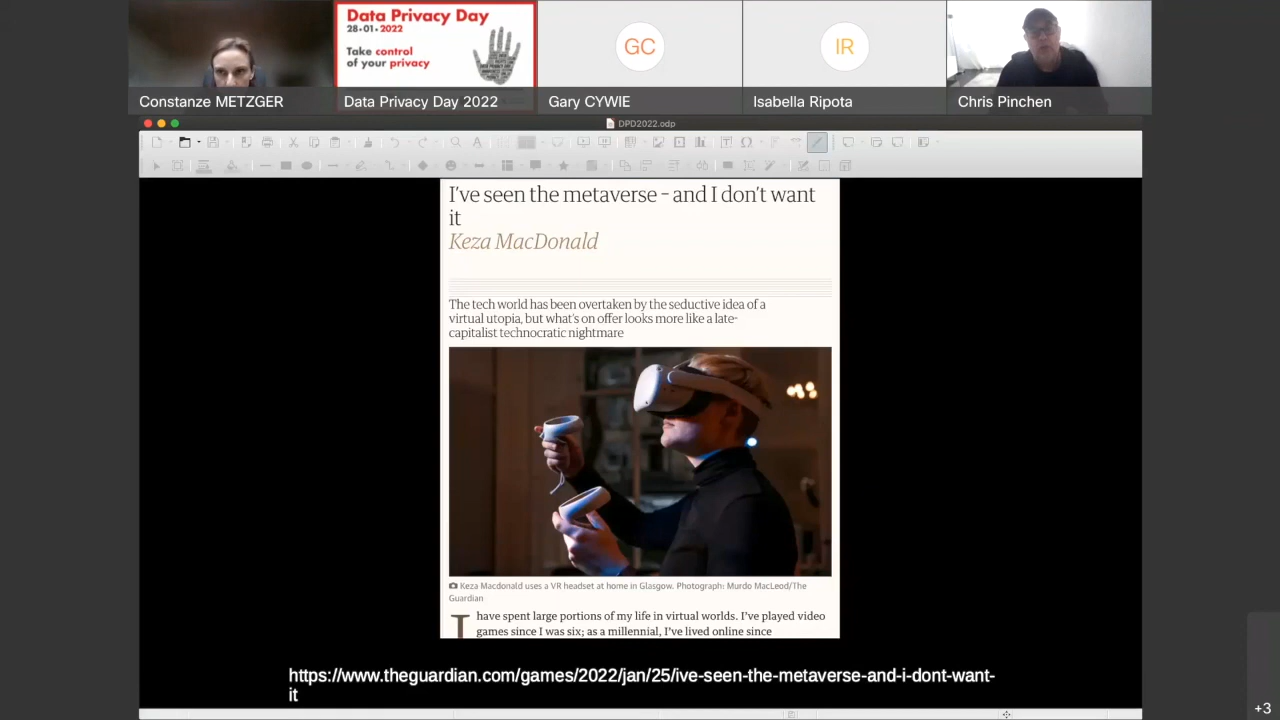 Data Privacy Day
28•01•2022
Take control
of your privacy
GC
IR
Constanze METZGER
Data Privacy Day 2022
Gary CYWIE
Isabella Ripota
Chris Pinchen
DPD2022.odp
I've seen the metaverse – and I don't want
it
Keza MacDonald
The tech world has been overtaken by the seductive idea of a
virtual utopia, but what's on offer looks more like a late-
capitalist technocratic nightmare
Keza Macdonald uses a VR headset at home in Glasgow. Photograph: Murdo MacLeod/The
Guardian
I have spent large portions of my life in virtual worlds. I've played video
games since I was six; as a millennial, I've lived online since
https://www.theguardian.com/games/2022/jan/25/ive-seen-the-metaverse-and-i-dont-want-
it
+3